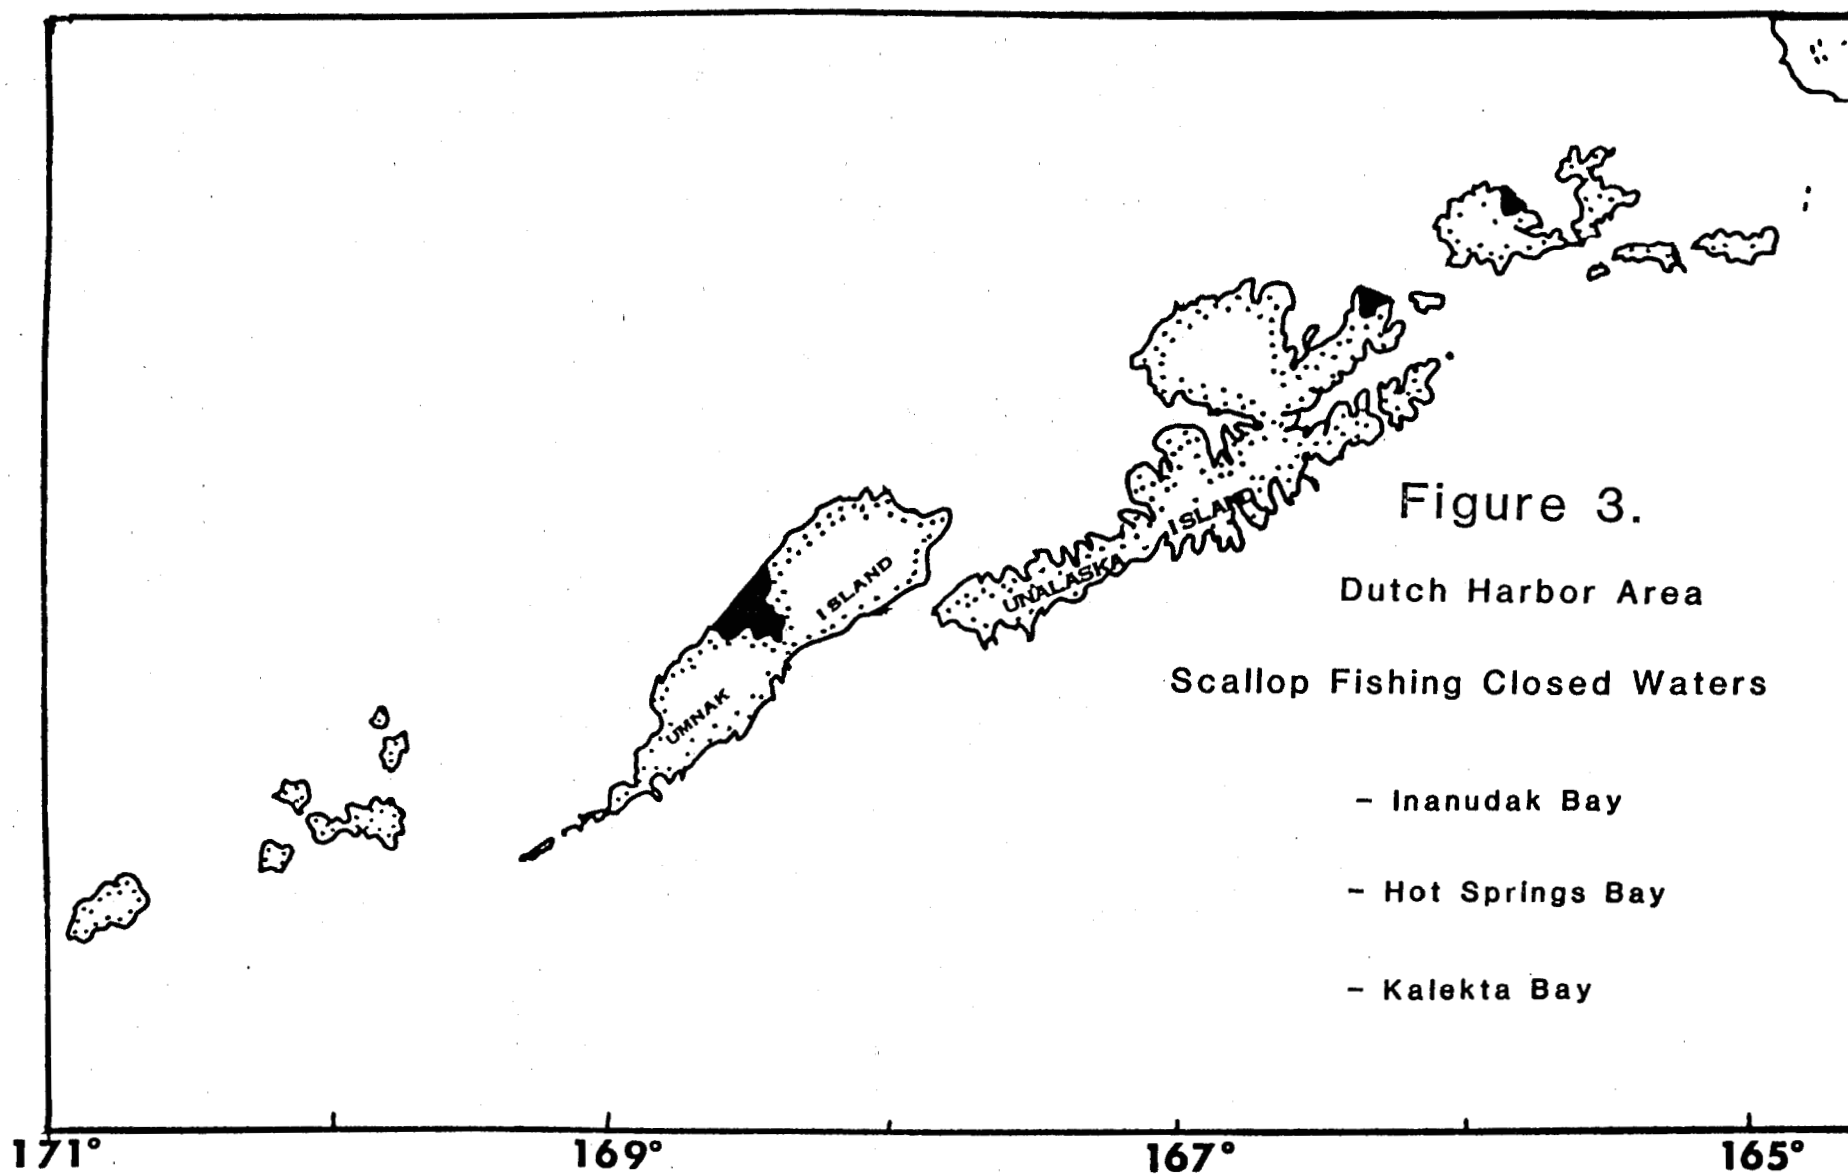 Figure 3.
Dutch Harbor Area
Scallop Fishing Closed Waters
- Inanudak Bay
- Hot Springs Bay
- Kalekta Bay
UMNAK ISLAND
UNALASKA ISLAND
171° 169° 167° 165°